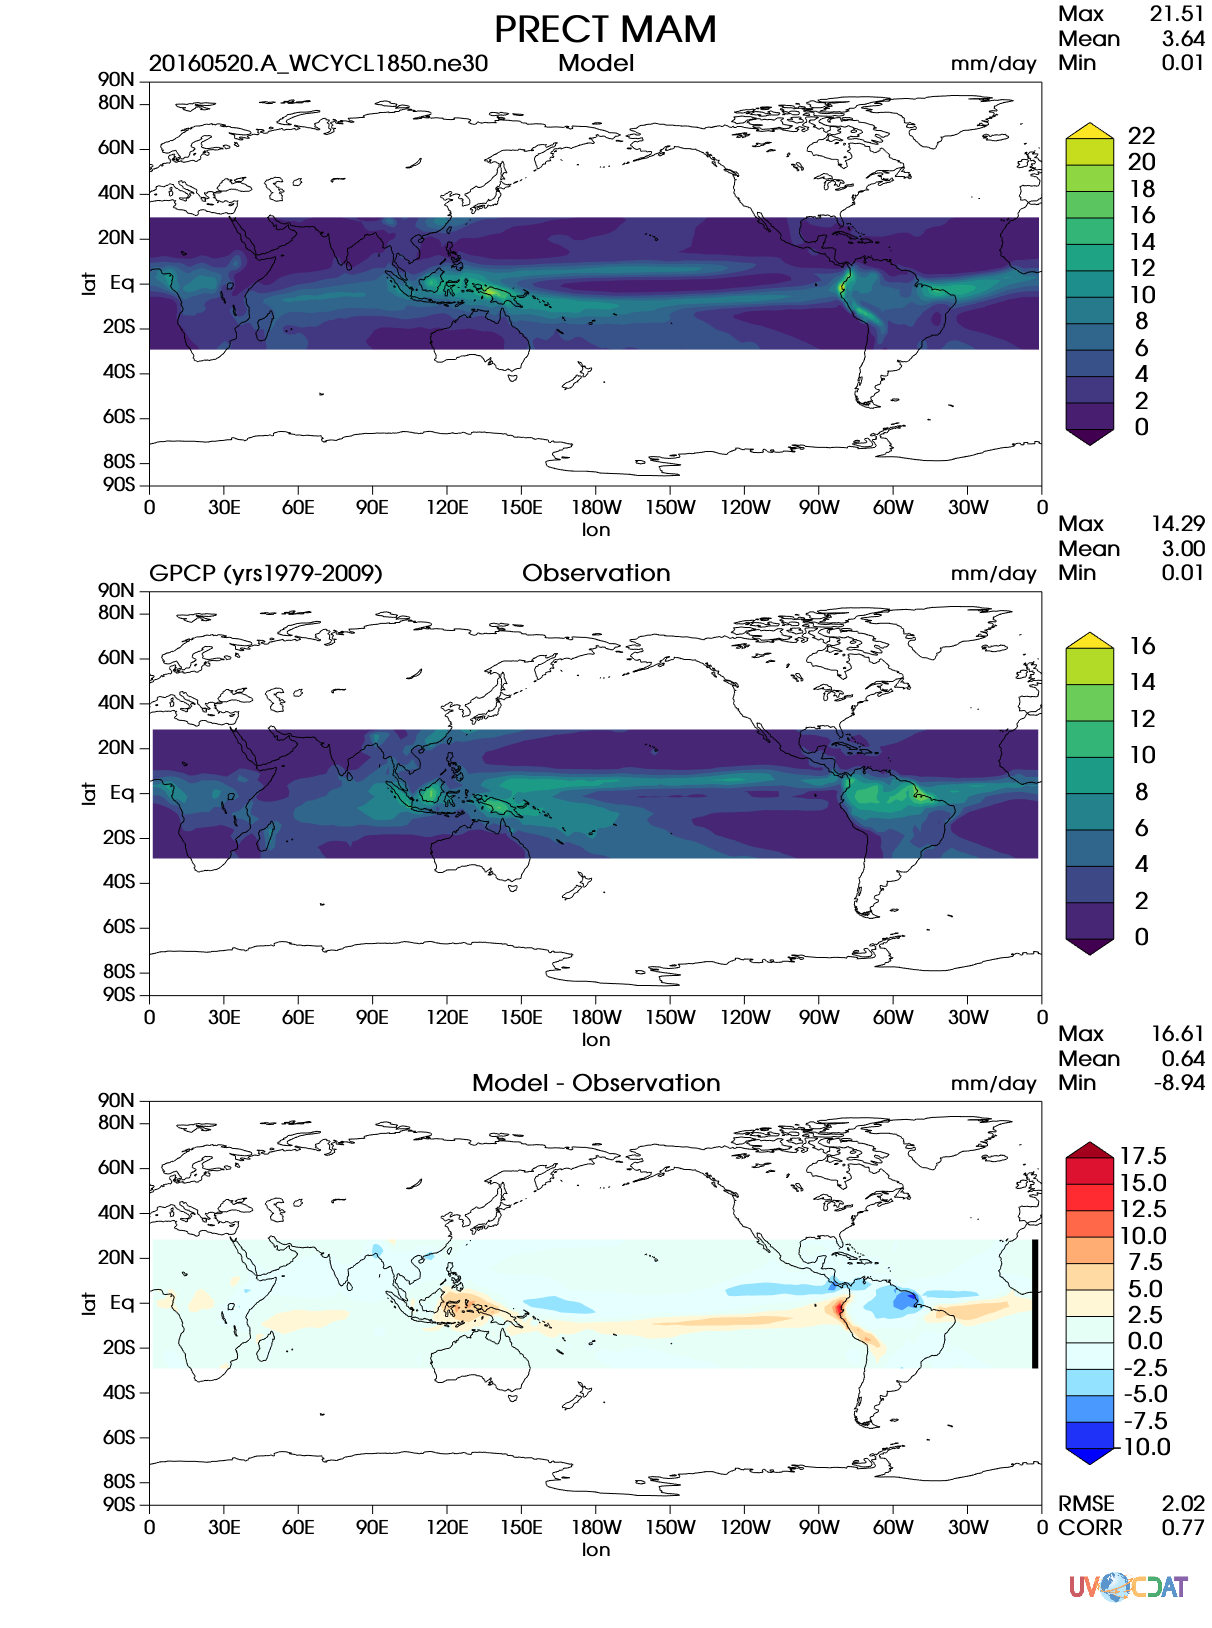 PRECT MAM
Max 21.51
Mean 3.64
Min 0.01
20160520.A_WCYCL1850.ne30 Model mm/day
90N
80N
60N
40N
20N
Eq
20S
40S
60S
80S
90S
lat
0 30E 60E 90E 120E 150E 180W 150W 120W 90W 60W 30W 0
lon
22
20
18
16
14
12
10
8
6
4
2
0
Max 14.29
Mean 3.00
Min 0.01
GPCP (yrs1979-2009) Observation mm/day
90N
80N
60N
40N
20N
Eq
20S
40S
60S
80S
90S
lat
0 30E 60E 90E 120E 150E 180W 150W 120W 90W 60W 30W 0
lon
16
14
12
10
8
6
4
2
0
Max 16.61
Mean 0.64
Min -8.94
Model - Observation mm/day
90N
80N
60N
40N
20N
Eq
20S
40S
60S
80S
90S
lat
0 30E 60E 90E 120E 150E 180W 150W 120W 90W 60W 30W 0
lon
17.5
15.0
12.5
10.0
7.5
5.0
2.5
0.0
-2.5
-5.0
-7.5
-10.0
RMSE 2.02
CORR 0.77
UV CDAT